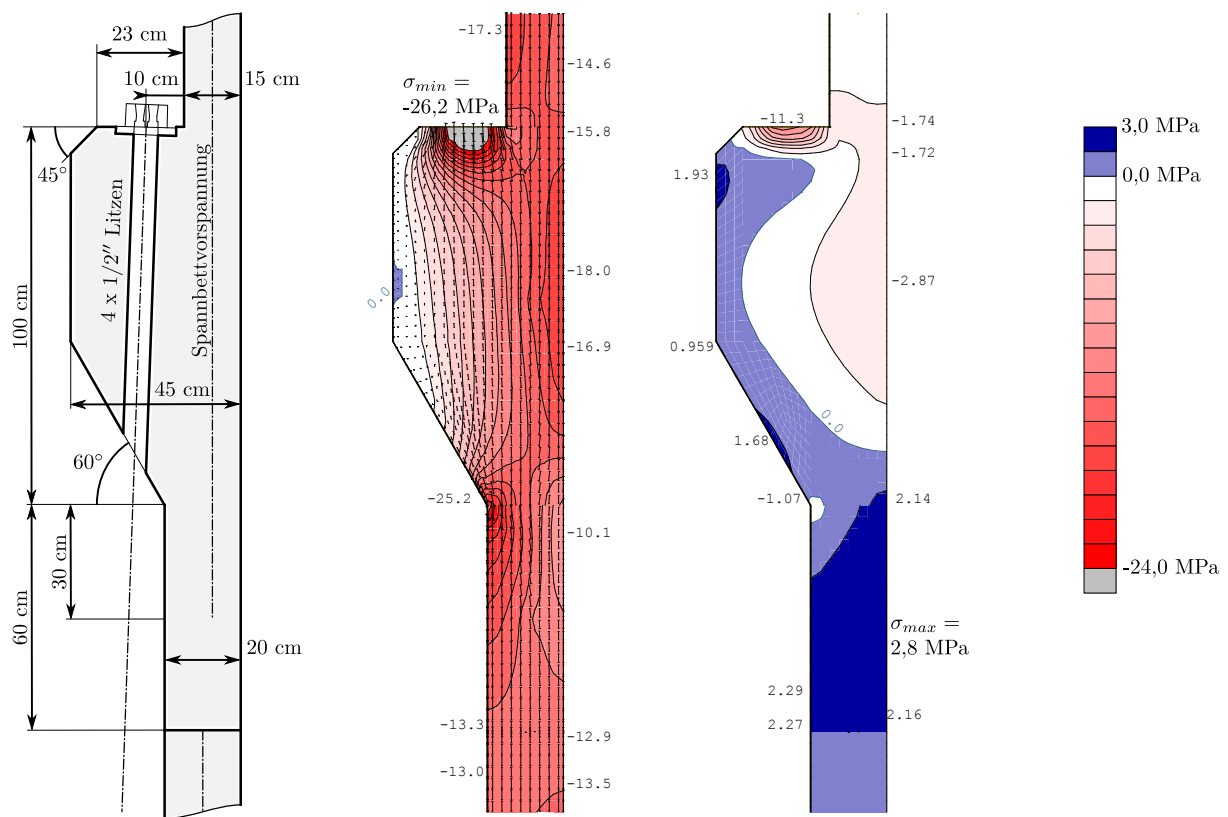 23 cm
10 cm
15 cm
45°
4 x 1/2″ Litzen
Spannbettvorspannung
100 cm
45 cm
60°
30 cm
60 cm
20 cm
-17.3
-14.6
σmin =
-26,2 MPa
-15.8
-18.0
0.0
-16.9
-25.2
-10.1
-13.3
-12.9
-13.0
-13.5
-11.3
-1.74
-1.72
1.93
-2.87
0.959
0.0
1.68
-1.07
2.14
σmax =
2,8 MPa
2.29
2.16
2.27
3,0 MPa
0,0 MPa
-24,0 MPa